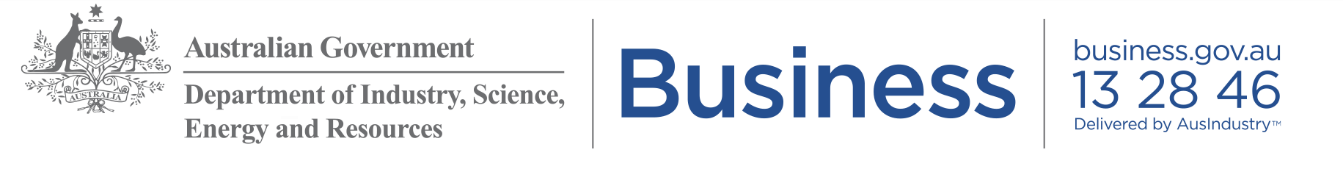 AUSTRALIA
Australian Government
Department of Industry, Science,
Energy and Resources
Business
business.gov.au
13 28 46
Delivered by AusIndustry™